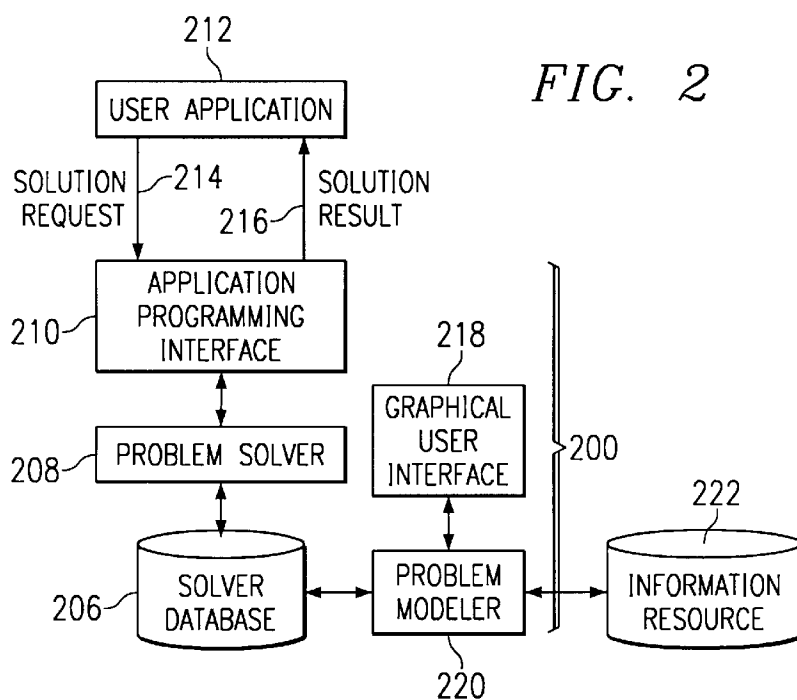 212
FIG. 2
USER APPLICATION
SOLUTION
REQUEST
214
216
SOLUTION
RESULT
APPLICATION
PROGRAMMING
INTERFACE
210
218
GRAPHICAL
USER
INTERFACE
200
208
PROBLEM SOLVER
222
206
SOLVER
DATABASE
PROBLEM
MODELER
INFORMATION
RESOURCE
220